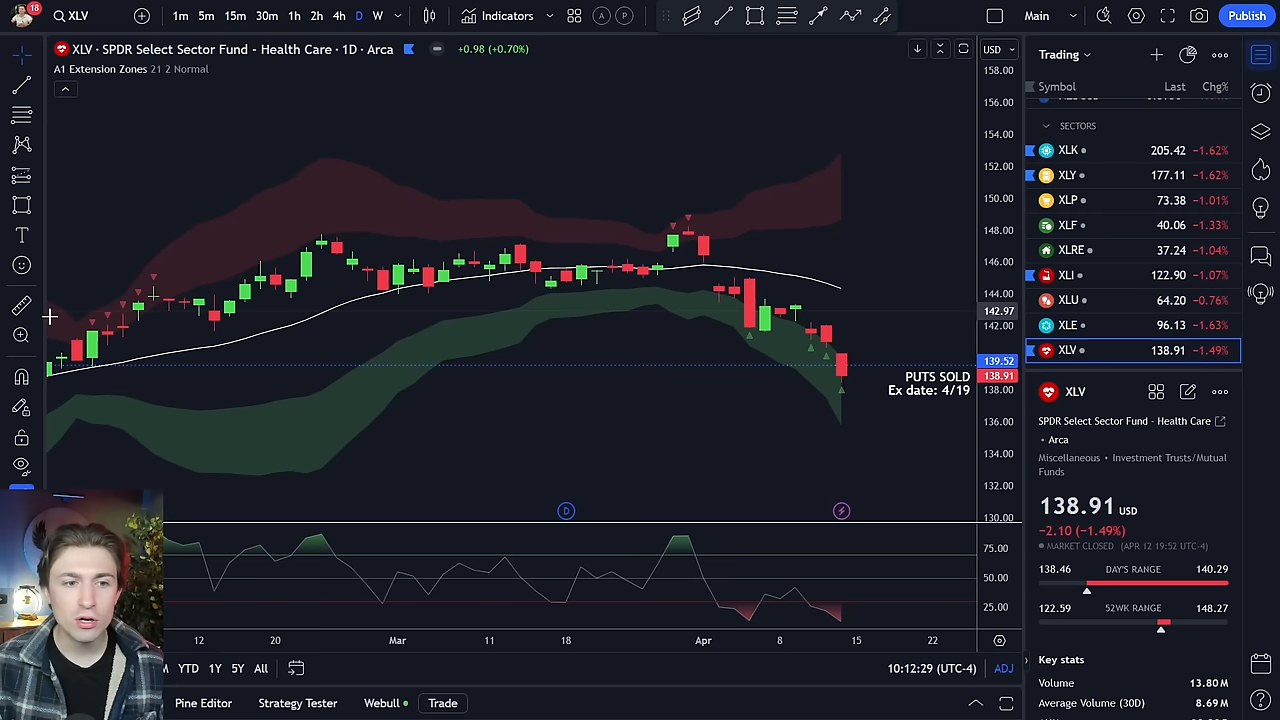 18
XLV
1m 5m 15m 30m 1h 2h 4h D W
Indicators
A P
Main
Publish
XLV · SPDR Select Sector Fund - Health Care · 1D · Arca
+0.98 (+0.70%)
A1 Extension Zones 21 2 Normal
USD
158.00
156.00
154.00
152.00
150.00
148.00
146.00
144.00
142.97
142.00
139.52
138.91
138.00
136.00
134.00
132.00
130.00
PUTS SOLD
Ex date: 4/19
D
75.00
50.00
25.00
12 20 Mar 11 18 Apr 8 15 22
YTD 1Y 5Y All
10:12:29 (UTC-4) ADJ
Pine Editor Strategy Tester Webull Trade
Trading
Symbol Last Chg%
SECTORS
XLK 205.42 −1.62%
XLY 177.11 −1.62%
XLP 73.38 −1.01%
XLF 40.06 −1.33%
XLRE 37.24 −1.04%
XLI 122.90 −1.07%
XLU 64.20 −0.76%
XLE 96.13 −1.63%
XLV 138.91 −1.49%
XLV
SPDR Select Sector Fund - Health Care
• Arca
Miscellaneous • Investment Trusts/Mutual
Funds
138.91 USD
−2.10 (−1.49%)
MARKET CLOSED (APR 12 19:52 UTC-4)
138.46 DAY'S RANGE 140.29
122.59 52WK RANGE 148.27
Key stats
Volume 13.80M
Average Volume (30D) 8.69M